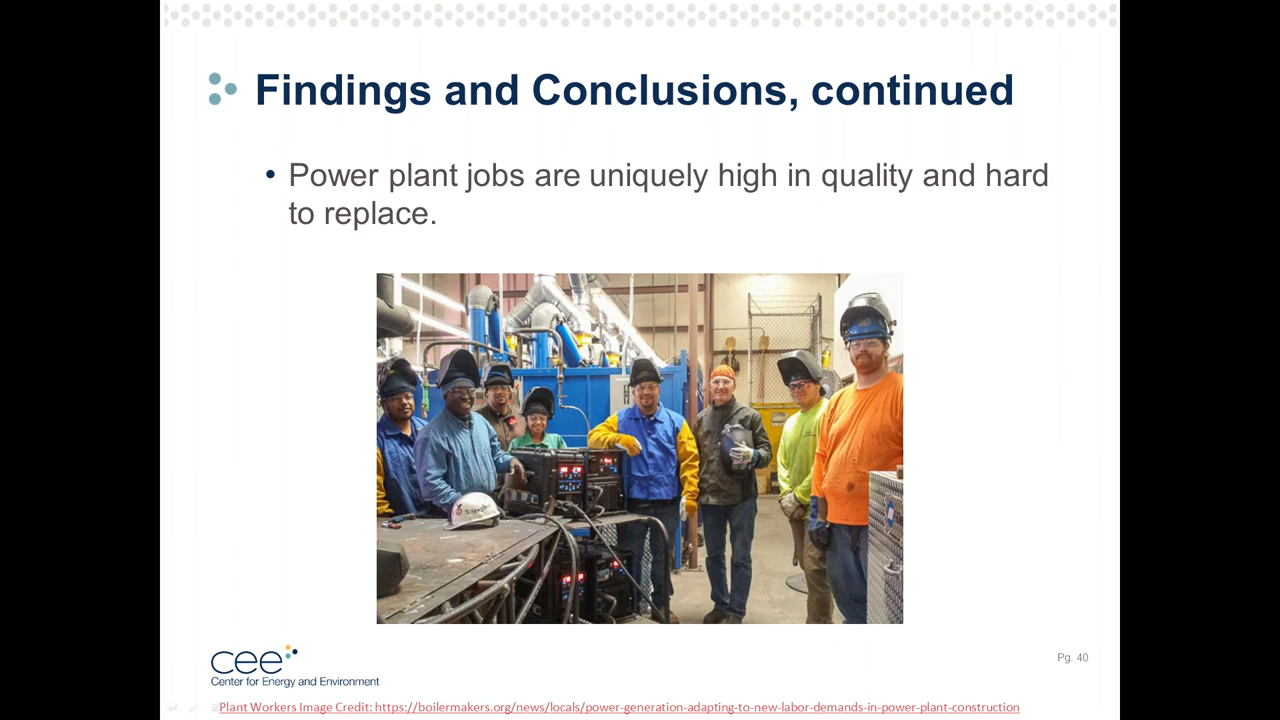 Findings and Conclusions, continued
• Power plant jobs are uniquely high in quality and hard
to replace.
cee
Center for Energy and Environment
Pg. 40
Plant Workers Image Credit: https://boilermakers.org/news/locals/power-generation-adapting-to-new-labor-demands-in-power-plant-construction